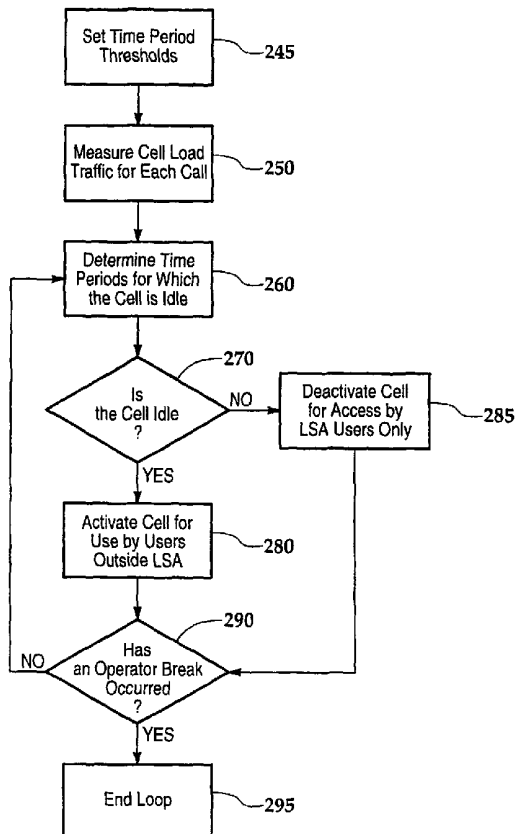 Set Time Period
Thresholds
245
Measure Cell Load
Traffic for Each Call
250
Determine Time
Periods for Which
the Cell is Idle
260
270
Is
the Cell Idle
?
NO
YES
Deactivate Cell
for Access by
LSA Users Only
285
Activate Cell for
Use by Users
Outside LSA
280
290
Has
an Operator Break
Occurred
?
NO
YES
End Loop
295